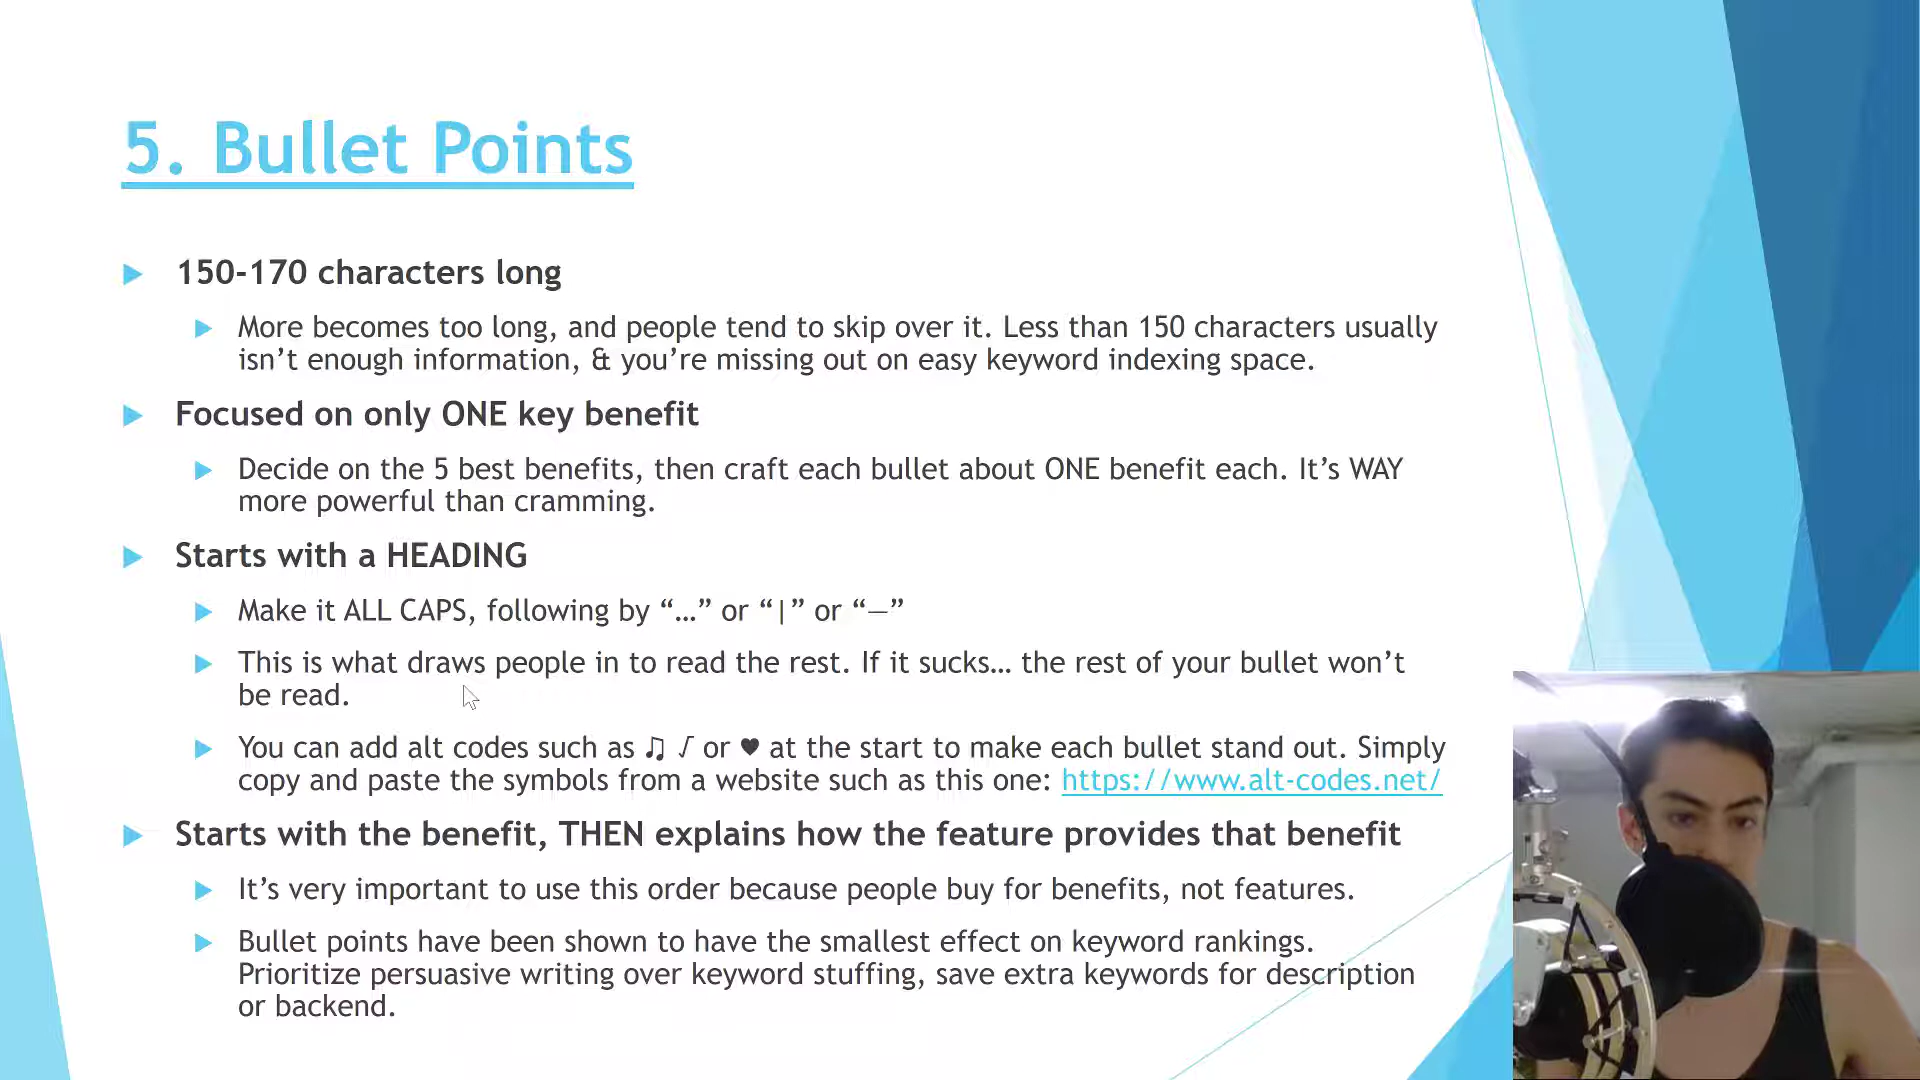 5. Bullet Points
150-170 characters long
More becomes too long, and people tend to skip over it. Less than 150 characters usually
isn’t enough information, & you’re missing out on easy keyword indexing space.
Focused on only ONE key benefit
Decide on the 5 best benefits, then craft each bullet about ONE benefit each. It’s WAY
more powerful than cramming.
Starts with a HEADING
Make it ALL CAPS, following by “…” or “|” or “—”
This is what draws people in to read the rest. If it sucks… the rest of your bullet won’t
be read.
You can add alt codes such as ♫ √ or ♥ at the start to make each bullet stand out. Simply
copy and paste the symbols from a website such as this one: https://www.alt-codes.net/
Starts with the benefit, THEN explains how the feature provides that benefit
It’s very important to use this order because people buy for benefits, not features.
Bullet points have been shown to have the smallest effect on keyword rankings.
Prioritize persuasive writing over keyword stuffing, save extra keywords for description
or backend.